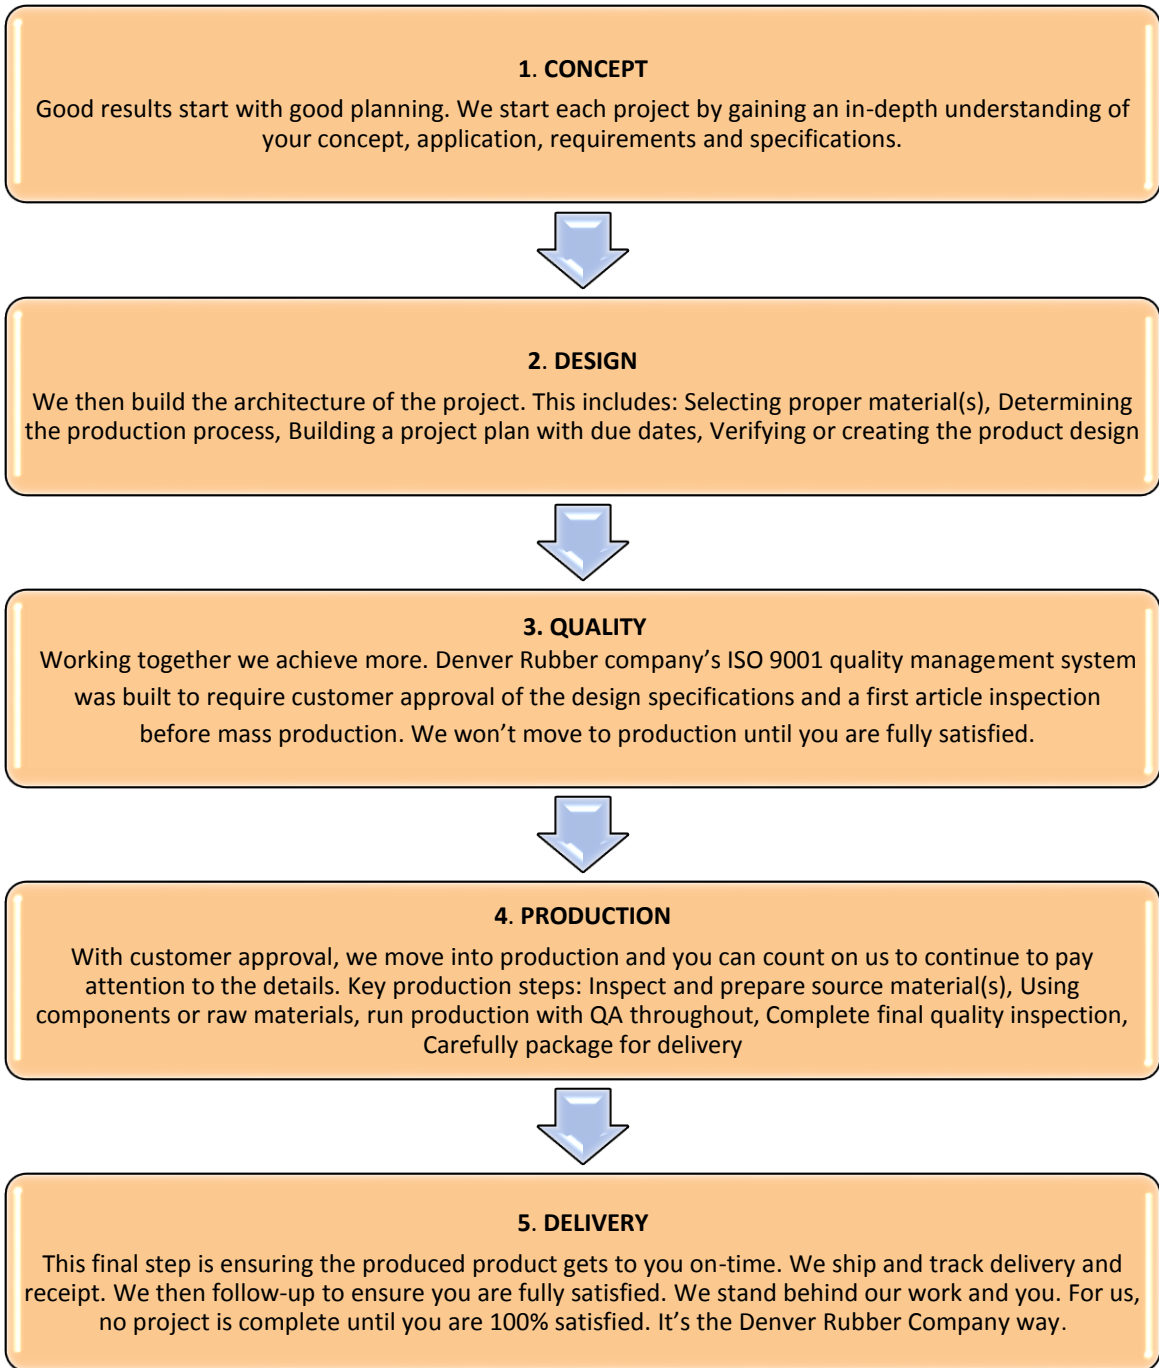 1. CONCEPT
Good results start with good planning. We start each project by gaining an in-depth understanding of
your concept, application, requirements and specifications.
2. DESIGN
We then build the architecture of the project. This includes: Selecting proper material(s), Determining
the production process, Building a project plan with due dates, Verifying or creating the product design
3. QUALITY
Working together we achieve more. Denver Rubber company’s ISO 9001 quality management system
was built to require customer approval of the design specifications and a first article inspection
before mass production. We won’t move to production until you are fully satisfied.
4. PRODUCTION
With customer approval, we move into production and you can count on us to continue to pay
attention to the details. Key production steps: Inspect and prepare source material(s), Using
components or raw materials, run production with QA throughout, Complete final quality inspection,
Carefully package for delivery
5. DELIVERY
This final step is ensuring the produced product gets to you on-time. We ship and track delivery and
receipt. We then follow-up to ensure you are fully satisfied. We stand behind our work and you. For us,
no project is complete until you are 100% satisfied. It’s the Denver Rubber Company way.